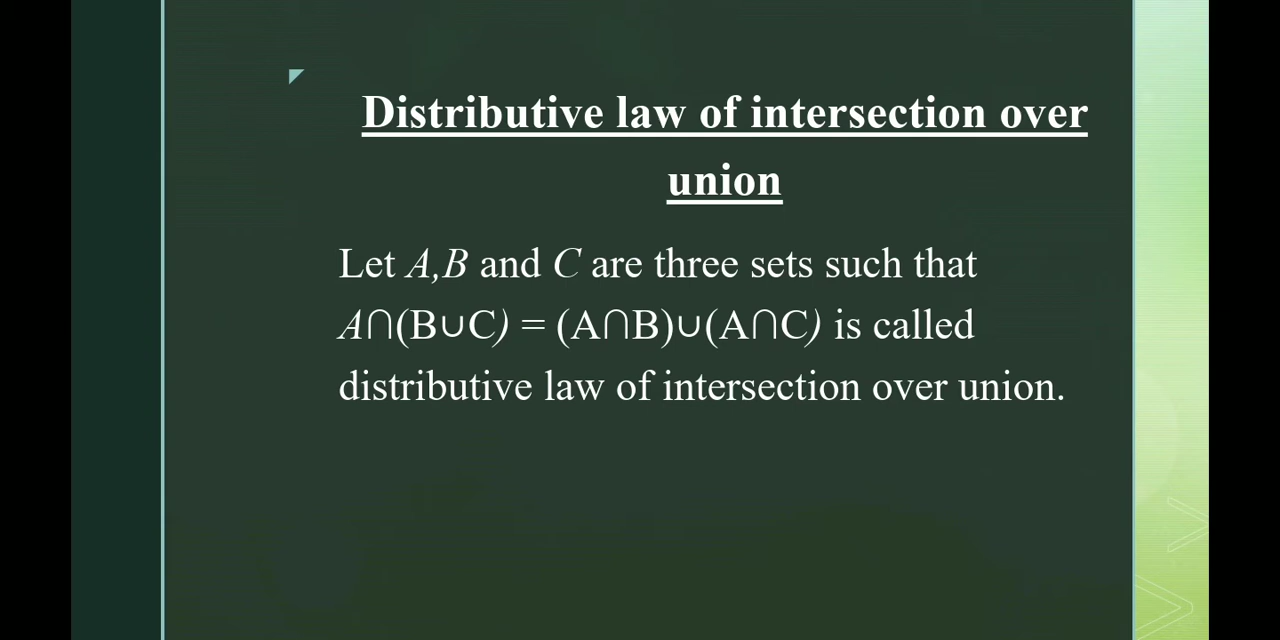 Distributive law of intersection over
union
Let A,B and C are three sets such that
A∩(B∪C) = (A∩B)∪(A∩C) is called
distributive law of intersection over union.